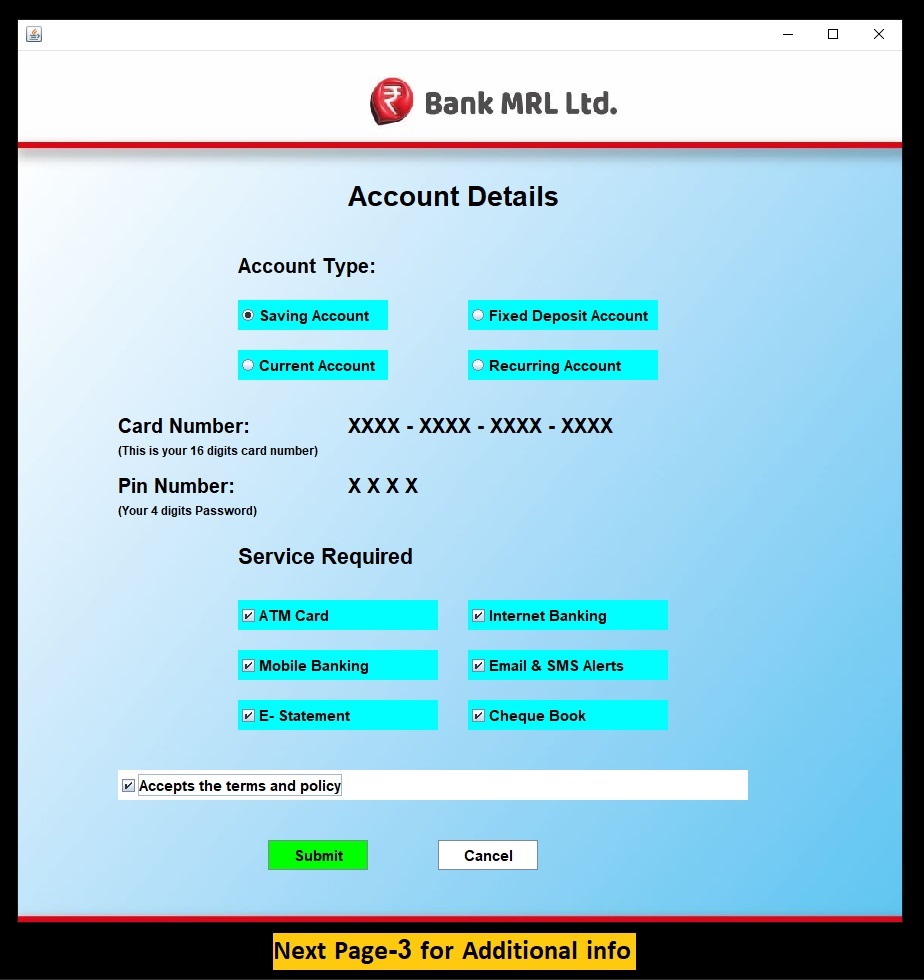 ₹ Bank MRL Ltd.
Account Details
Account Type:
Saving Account Fixed Deposit Account
Current Account Recurring Account
Card Number: XXXX - XXXX - XXXX - XXXX
(This is your 16 digits card number)
Pin Number: X X X X
(Your 4 digits Password)
Service Required
ATM Card Internet Banking
Mobile Banking Email & SMS Alerts
E- Statement Cheque Book
Accepts the terms and policy
Submit Cancel
Next Page-3 for Additional info